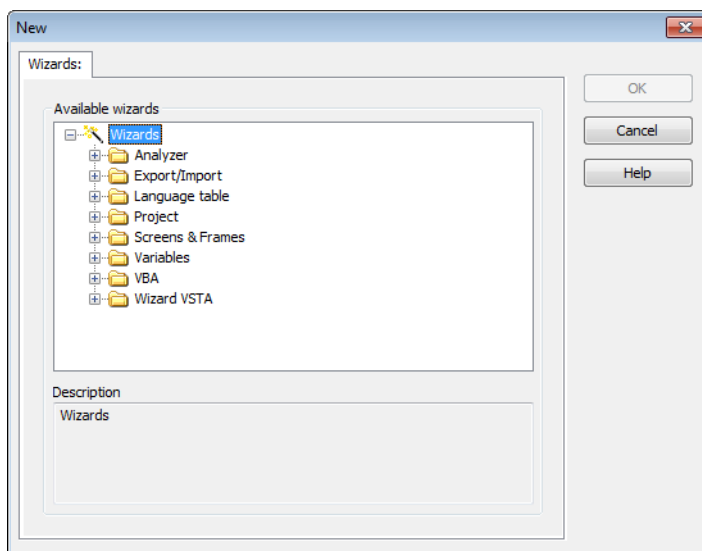 New
Wizards:
OK
Available wizards
Wizards
Cancel
Analyzer
Export/Import
Help
Language table
Project
Screens & Frames
Variables
VBA
Wizard VSTA
Description
Wizards